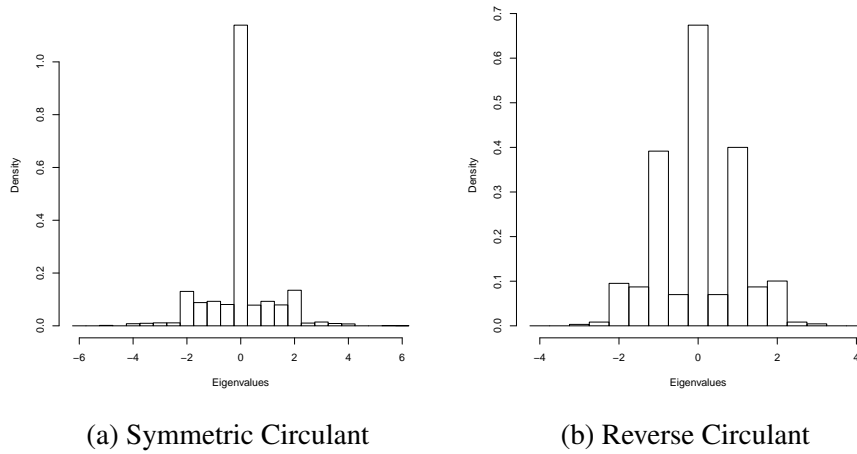 Density
0.0 0.2 0.4 0.6 0.8 1.0
−6 −4 −2 0 2 4 6
Eigenvalues
(a) Symmetric Circulant
Density
0.0 0.1 0.2 0.3 0.4 0.5 0.6 0.7
−4 −2 0 2 4
Eigenvalues
(b) Reverse Circulant